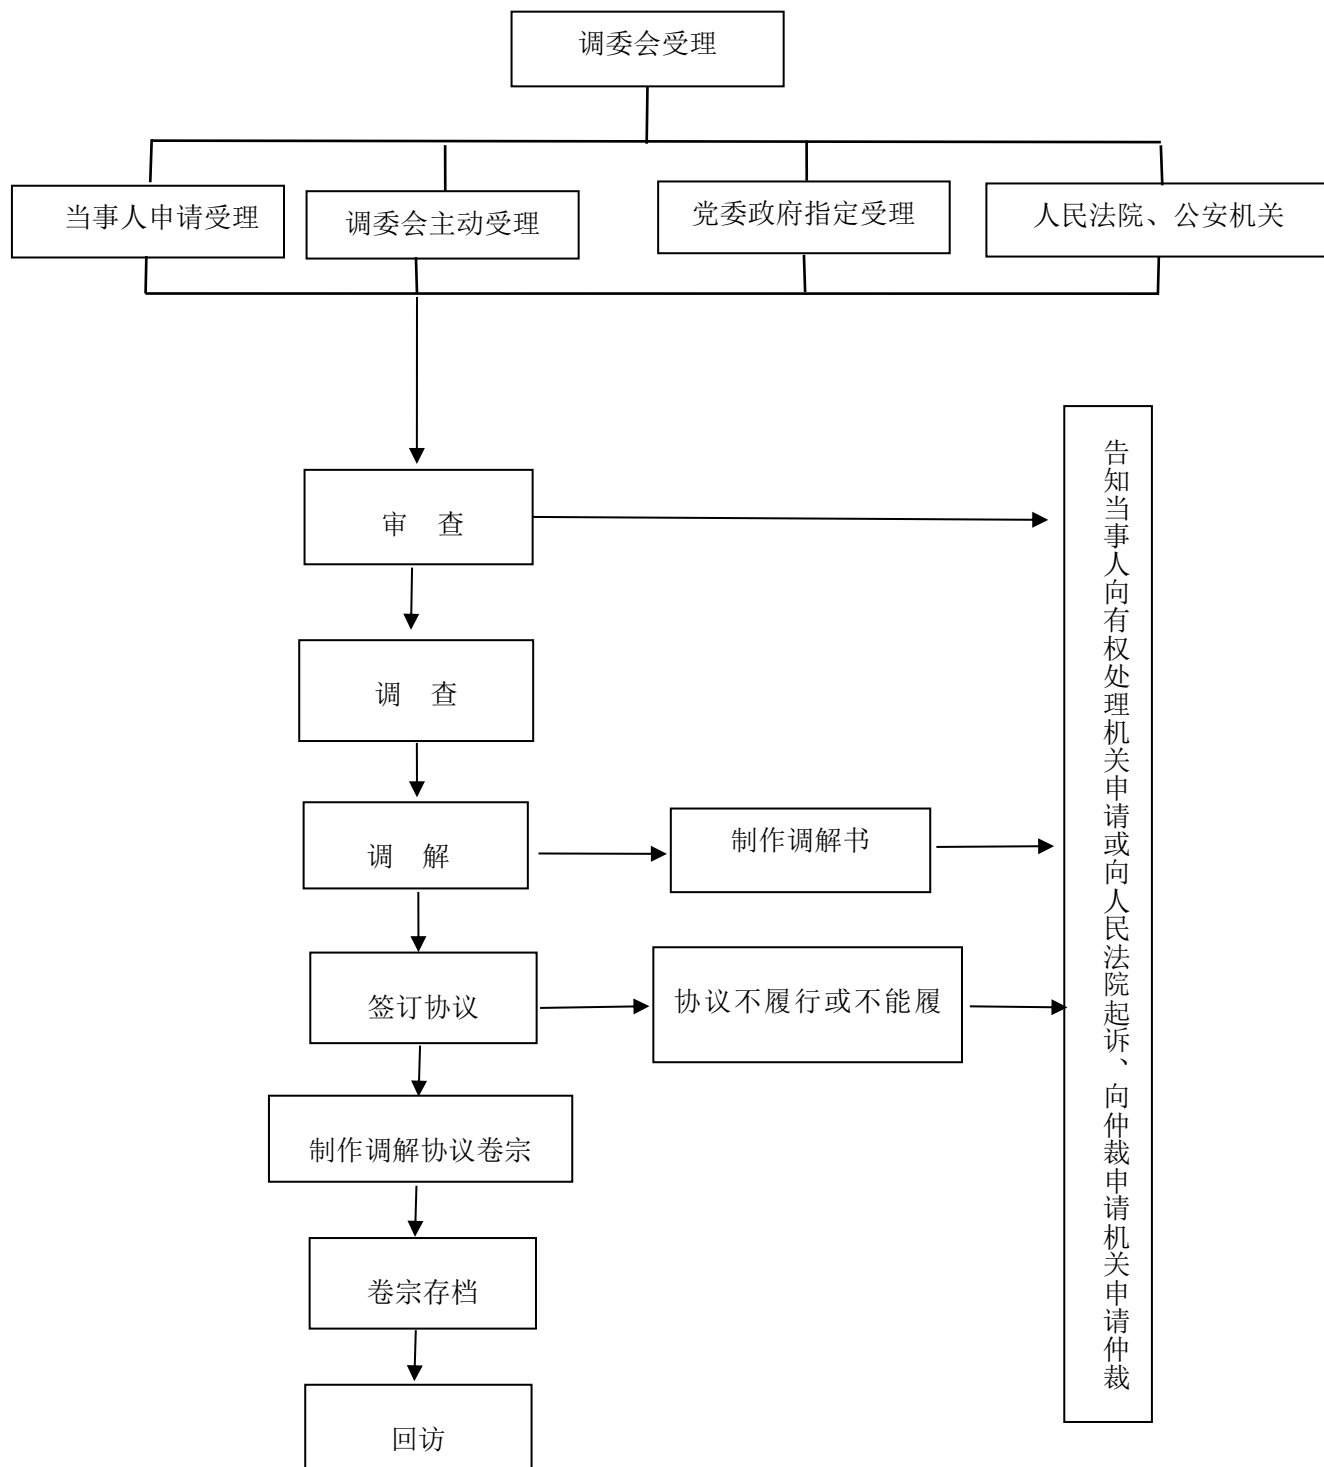 调委会受理
当事人申请受理
调委会主动受理
党委政府指定受理
人民法院、公安机关
审 查
调 查
调 解
制作调解书
签订协议
协议不履行或不能履
制作调解协议卷宗
卷宗存档
回访
告知当事人向有权处理机关申请或向人民法院起诉、向仲裁申请机关申请仲裁